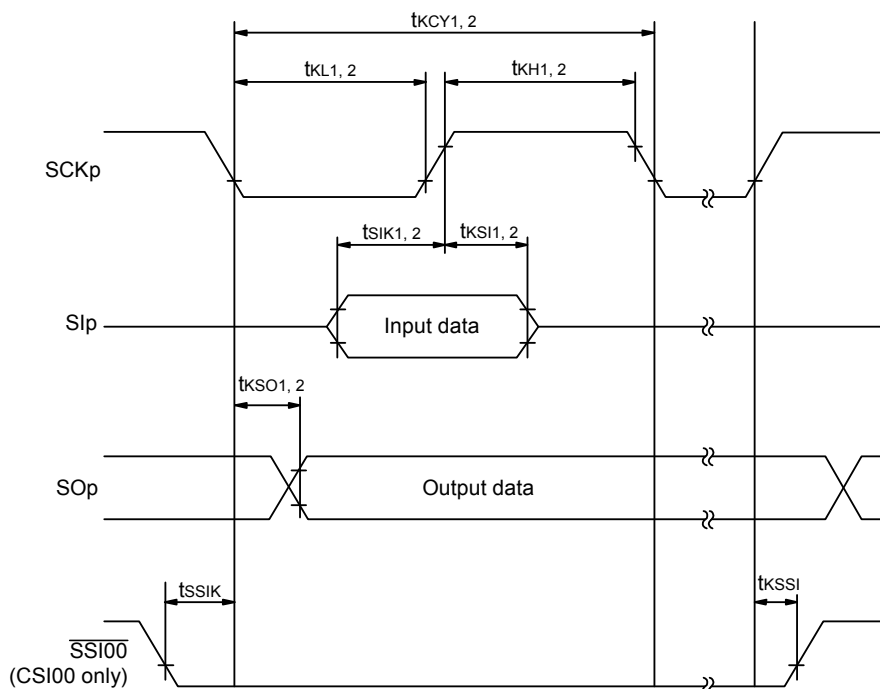 tKCY1, 2
tKL1, 2
tKH1, 2
SCKp
tSIK1, 2
tKSI1, 2
SIp
Input data
tKSO1, 2
SOp
Output data
tSSIK
tKSSI
SSI00
(CSI00 only)